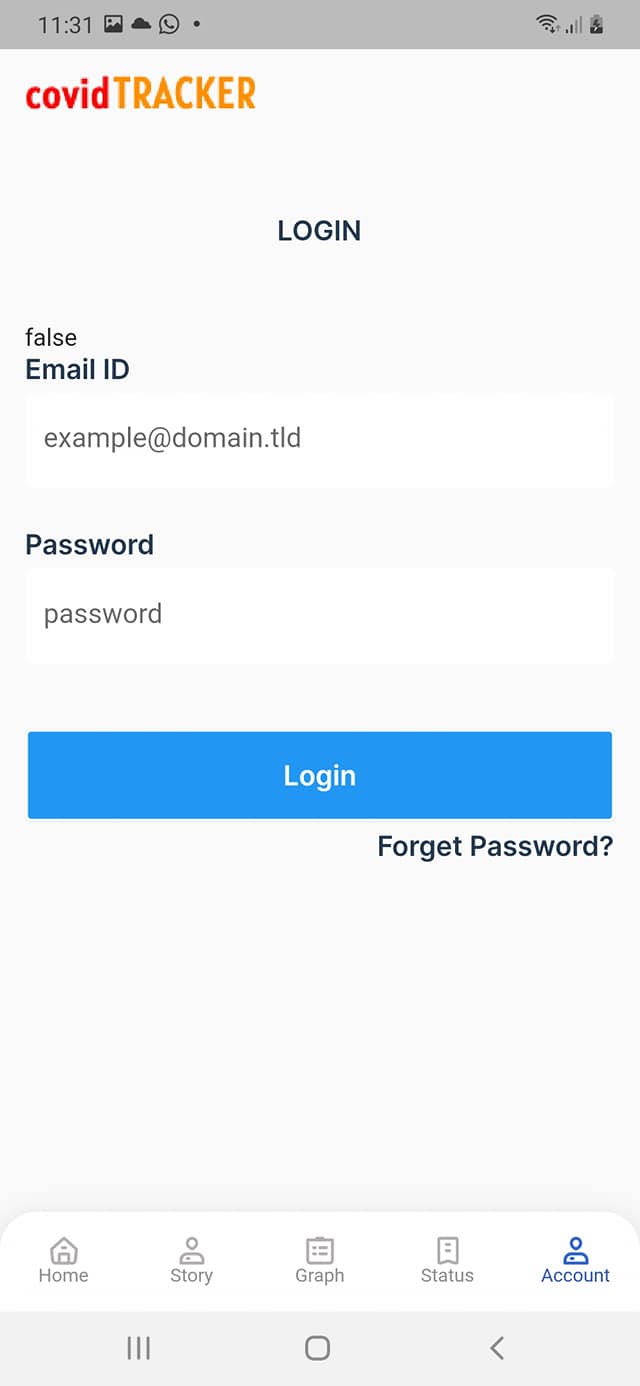 11:31
covidTRACKER
LOGIN
false
Email ID
example@domain.tld
Password
password
Login
Forget Password?
Home Story Graph Status Account